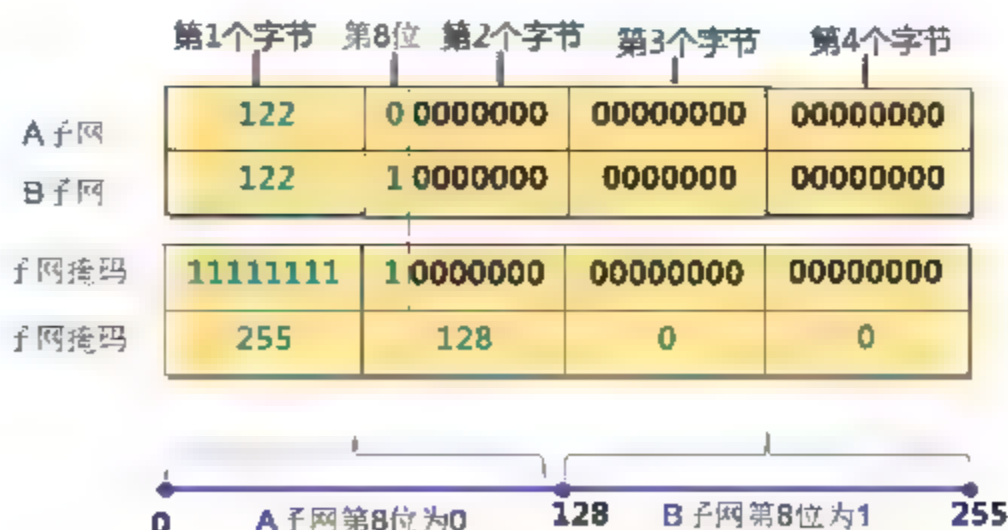 第1个字节 第8位 第2个字节 第3个字节 第4个字节
A子网 122 0 0000000 00000000 00000000
B子网 122 1 0000000 0000000 00000000
子网掩码 11111111 1 0000000 00000000 00000000
子网掩码 255 128 0 0
0 A子网第8位为0 128 B子网第8位为1 255